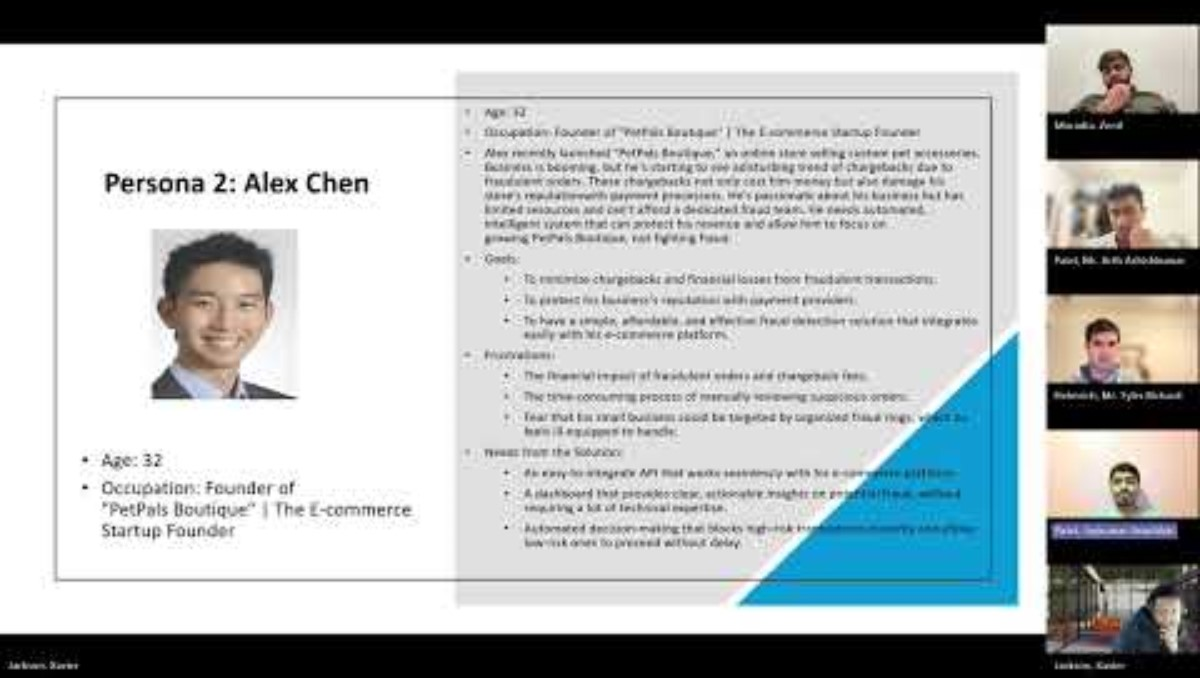 Persona 2: Alex Chen
• Age: 32
• Occupation: Founder of
"PetPals Boutique" | The E-commerce
Startup Founder
• Age: 32
• Occupation: Founder of "PetPals Boutique" | The E-commerce Startup Founder
• Alex recently launched "PetPals Boutique," an online store selling custom pet accessories.
Business is booming, but he's starting to see a disturbing trend of chargebacks due to
fraudulent orders. These chargebacks not only cost him money but also damage his
store's reputation with payment processors. He's passionate about his business but has
limited resources and can't afford a dedicated fraud team. He needs automated,
intelligent system that can protect his revenue and allow him to focus on
growing PetPals Boutique, not fighting fraud.
• Goals:
• To minimize chargebacks and financial losses from fraudulent transactions.
• To protect his business's reputation with payment providers.
• To have a simple, affordable, and effective fraud detection solution that integrates
easily with his e-commerce platform.
• Frustrations:
• The financial impact of fraudulent orders and chargeback fees.
• The time-consuming process of manually reviewing suspicious orders.
• Fear that his small business could be targeted by organized fraud rings, which he
feels ill-equipped to handle.
• Needs from the Solution:
• An easy-to-integrate API that works seamlessly with his e-commerce platform.
• A dashboard that provides clear, actionable insights on potential fraud, without
requiring a lot of technical expertise.
• Automated decision-making that blocks high-risk
low-risk ones to proceed without delay.
Jackson, Xavier
Jackson, Xavier